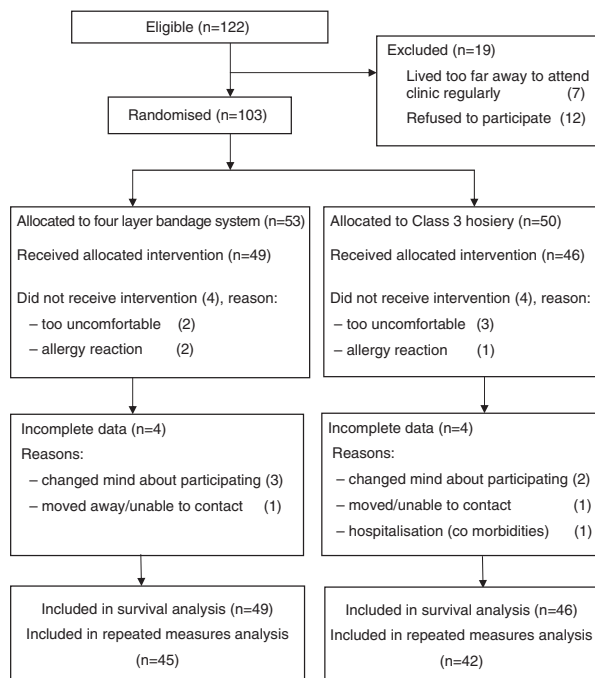 Eligible (n=122)
Excluded (n=19)
Lived too far away to attend
clinic regularly (7)
Refused to participate (12)
Randomised (n=103)
Allocated to four layer bandage system (n=53)
Received allocated intervention (n=49)
Did not receive intervention (4), reason:
– too uncomfortable (2)
– allergy reaction (2)
Allocated to Class 3 hosiery (n=50)
Received allocated intervention (n=46)
Did not receive intervention (4), reason:
– too uncomfortable (3)
– allergy reaction (1)
Incomplete data (n=4)
Reasons:
– changed mind about participating (3)
– moved away/unable to contact (1)
Incomplete data (n=4)
Reasons:
– changed mind about participating (2)
– moved/unable to contact (1)
– hospitalisation (co morbidities) (1)
Included in survival analysis (n=49)
Included in repeated measures analysis
(n=45)
Included in survival analysis (n=46)
Included in repeated measures analysis
(n=42)